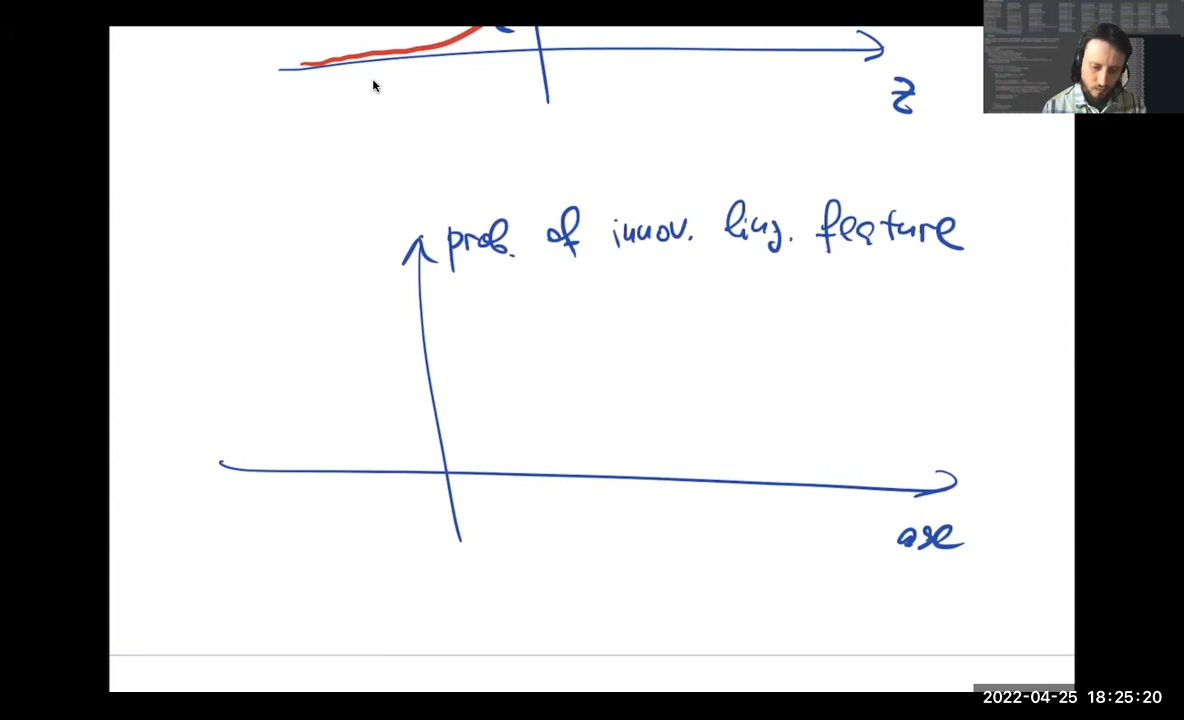 z
prob. of innov. ling. feature
age
2022-04-25 18:25:20